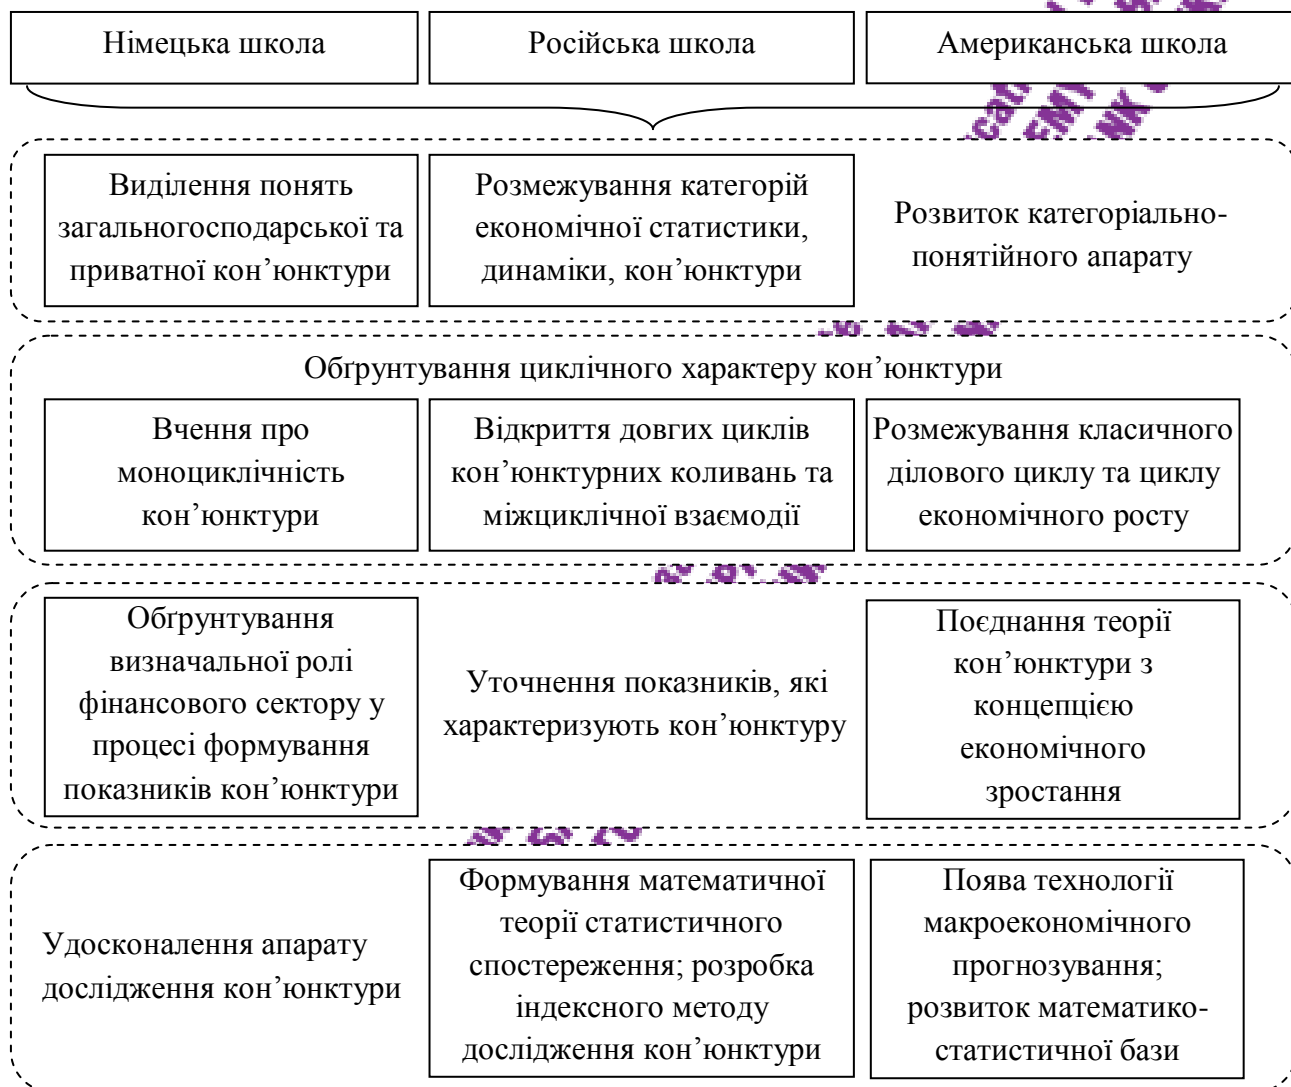 Німецька школа
Російська школа
Американська школа
Виділення понять
загальногосподарської та
приватної кон’юнктури
Розмежування категорій
економічної статистики,
динаміки, кон’юнктури
Розвиток категоріально-
понятійного апарату
Обґрунтування циклічного характеру кон’юнктури
Вчення про
моноциклічність
кон’юнктури
Відкриття довгих циклів
кон’юнктурних коливань та
міжциклічної взаємодії
Розмежування класичного
ділового циклу та циклу
економічного росту
Обґрунтування
визначальної ролі
фінансового сектору у
процесі формування
показників кон’юнктури
Уточнення показників, які
характеризують кон’юнктуру
Поєднання теорії
кон’юнктури з
концепцією
економічного
зростання
Удосконалення апарату
дослідження кон’юнктури
Формування математичної
теорії статистичного
спостереження; розробка
індексного методу
дослідження кон’юнктури
Поява технології
макроекономічного
прогнозування;
розвиток математико-
статистичної бази